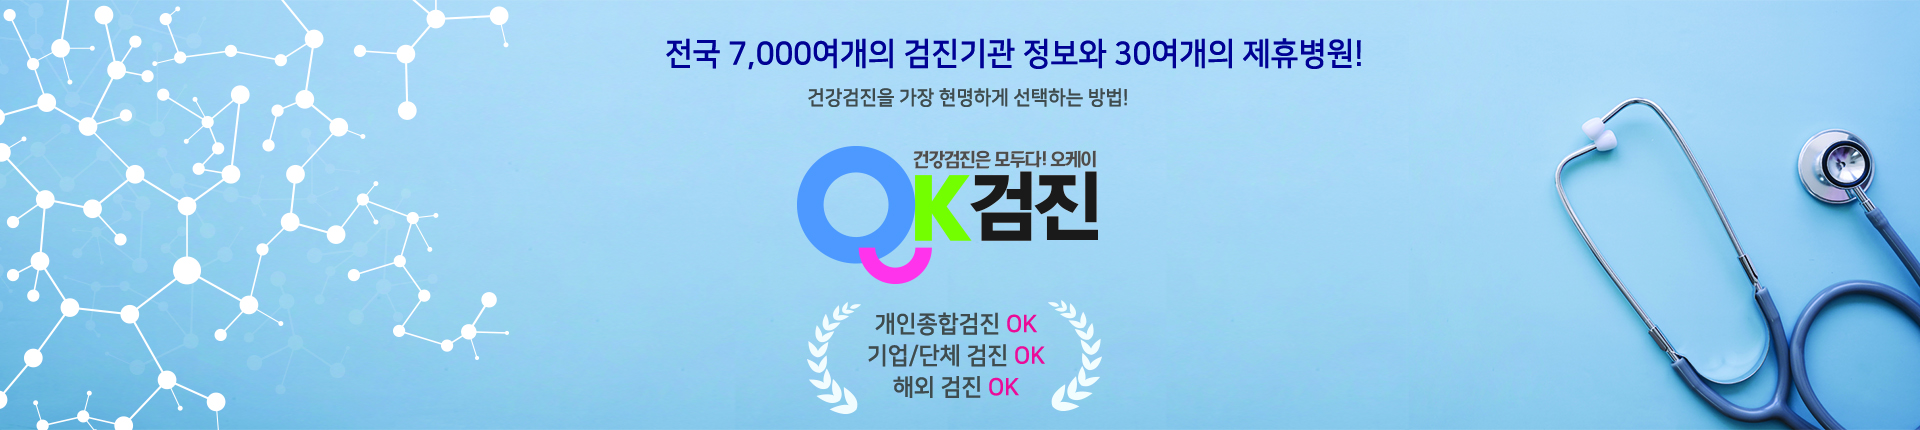 전국 7,000여개의 검진기관 정보와 30여개의 제휴병원!
건강검진을 가장 현명하게 선택하는 방법!
건강검진은 모두다! 오케이
OK검진
개인종합검진 OK
기업/단체 검진 OK
해외 검진 OK